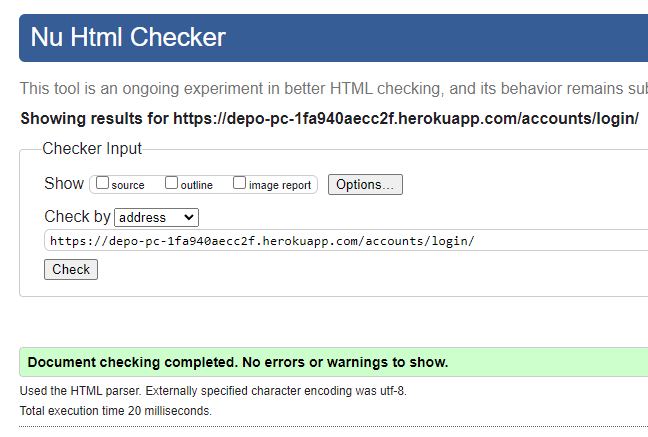 Nu Html Checker
This tool is an ongoing experiment in better HTML checking, and its behavior remains
Showing results for https://depo-pc-1fa940aecc2f.herokuapp.com/accounts/login/
Checker Input
Show source outline image report Options...
Check by address
https://depo-pc-1fa940aecc2f.herokuapp.com/accounts/login/
Check
Document checking completed. No errors or warnings to show.
Used the HTML parser. Externally specified character encoding was utf-8.
Total execution time 20 milliseconds.